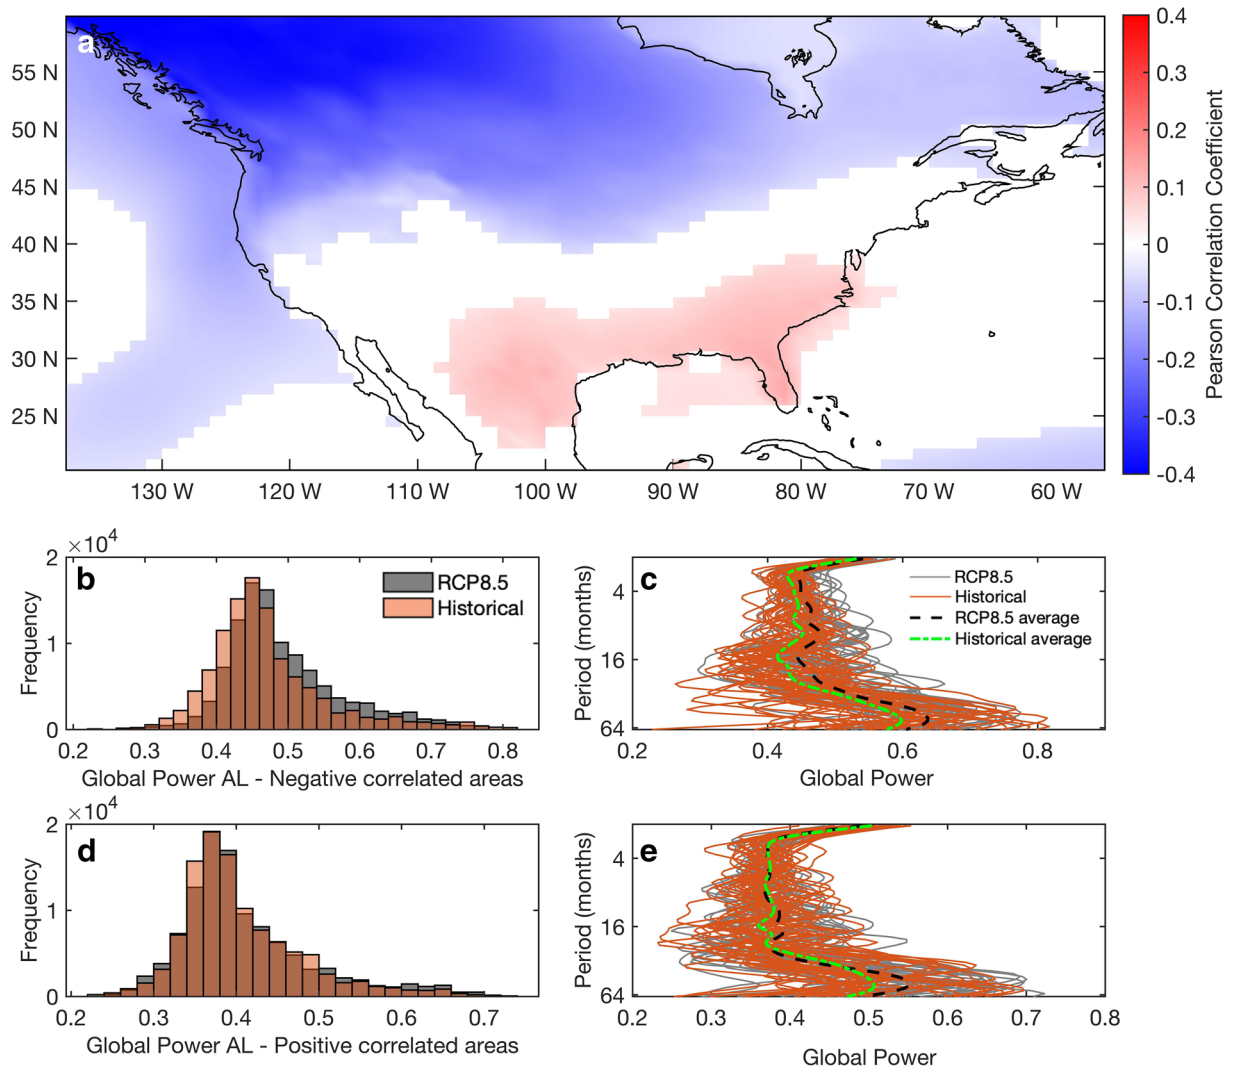 a
55 N
50 N
45 N
40 N
35 N
30 N
25 N
130 W
120 W
110 W
100 W
90 W
80 W
70 W
60 W
0.4
0.3
0.2
0.1
0
-0.1
-0.2
-0.3
-0.4
Pearson Correlation Coefficient
×10⁴
b
2
1
0
Frequency
RCP8.5
Historical
0.2
0.3
0.4
0.5
0.6
0.7
0.8
Global Power AL - Negative correlated areas
c
4
16
64
Period (months)
RCP8.5
Historical
RCP8.5 average
Historical average
0.2
0.4
0.6
0.8
Global Power
×10⁴
d
2
1
0
Frequency
0.2
0.3
0.4
0.5
0.6
0.7
Global Power AL - Positive correlated areas
e
4
16
64
Period (months)
0.2
0.3
0.4
0.5
0.6
0.7
0.8
Global Power